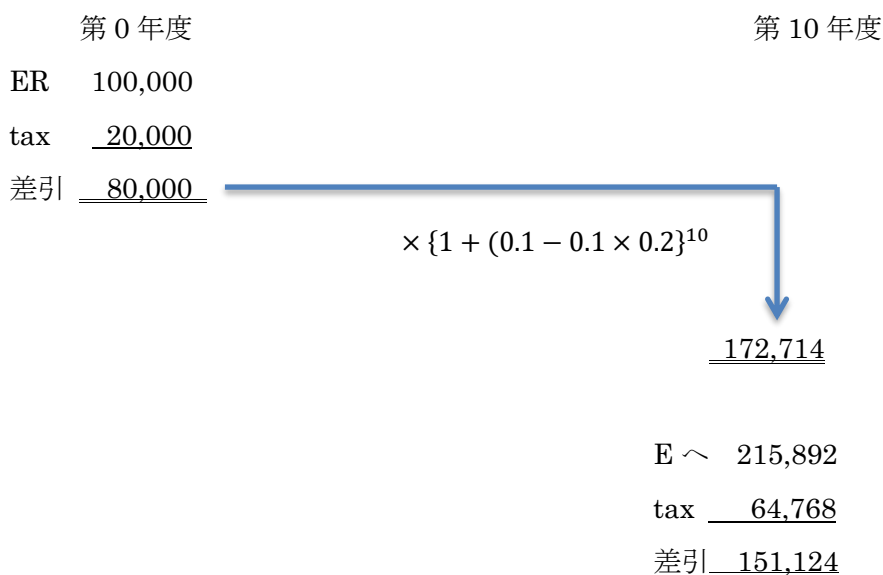 第 0 年度 第 10 年度
ER 100,000
tax 20,000
差引 80,000
× {1 + (0.1 − 0.1 × 0.2}¹⁰
172,714
E へ 215,892
tax 64,768
差引 151,124